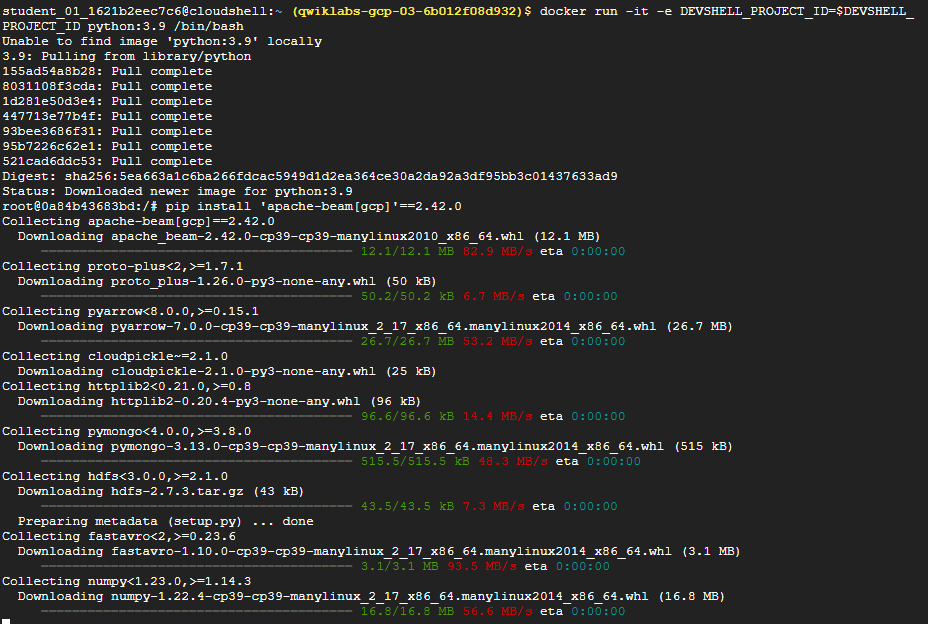 student_01_1621b2eec7c6@cloudshell:~ (qwiklabs-gcp-03-6b012f08d932)$ docker run -it -e DEVSHELL_PROJECT_ID=$DEVSHELL_
PROJECT_ID python:3.9 /bin/bash
Unable to find image 'python:3.9' locally
3.9: Pulling from library/python
155ad54a8b28: Pull complete
8031108f3cda: Pull complete
1d281e50d3e4: Pull complete
447713e77b4f: Pull complete
93bee3686f31: Pull complete
95b7226c62e1: Pull complete
521cad6ddc53: Pull complete
Digest: sha256:5ea663a1c6ba266fdcac5949d1d2ea364ce30a2da92a3df95bb3c01437633ad9
Status: Downloaded newer image for python:3.9
root@0a84b43683bd:/# pip install 'apache-beam[gcp]'==2.42.0
Collecting apache-beam[gcp]==2.42.0
  Downloading apache_beam-2.42.0-cp39-cp39-manylinux2010_x86_64.whl (12.1 MB)
12.1/12.1 MB 82.9 MB/s eta 0:00:00
Collecting proto-plus<2,>=1.7.1
  Downloading proto_plus-1.26.0-py3-none-any.whl (50 kB)
50.2/50.2 kB 6.7 MB/s eta 0:00:00
Collecting pyarrow<8.0.0,>=0.15.1
  Downloading pyarrow-7.0.0-cp39-cp39-manylinux_2_17_x86_64.manylinux2014_x86_64.whl (26.7 MB)
26.7/26.7 MB 53.2 MB/s eta 0:00:00
Collecting cloudpickle~=2.1.0
  Downloading cloudpickle-2.1.0-py3-none-any.whl (25 kB)
Collecting httplib2<0.21.0,>=0.8
  Downloading httplib2-0.20.4-py3-none-any.whl (96 kB)
96.6/96.6 kB 14.4 MB/s eta 0:00:00
Collecting pymongo<4.0.0,>=3.8.0
  Downloading pymongo-3.13.0-cp39-cp39-manylinux_2_17_x86_64.manylinux2014_x86_64.whl (515 kB)
515.5/515.5 kB 48.3 MB/s eta 0:00:00
Collecting hdfs<3.0.0,>=2.1.0
  Downloading hdfs-2.7.3.tar.gz (43 kB)
43.5/43.5 kB 7.3 MB/s eta 0:00:00
  Preparing metadata (setup.py) ... done
Collecting fastavro<2,>=0.23.6
  Downloading fastavro-1.10.0-cp39-cp39-manylinux_2_17_x86_64.manylinux2014_x86_64.whl (3.1 MB)
3.1/3.1 MB 93.5 MB/s eta 0:00:00
Collecting numpy<1.23.0,>=1.14.3
  Downloading numpy-1.22.4-cp39-cp39-manylinux_2_17_x86_64.manylinux2014_x86_64.whl (16.8 MB)
16.8/16.8 MB 56.6 MB/s eta 0:00:00